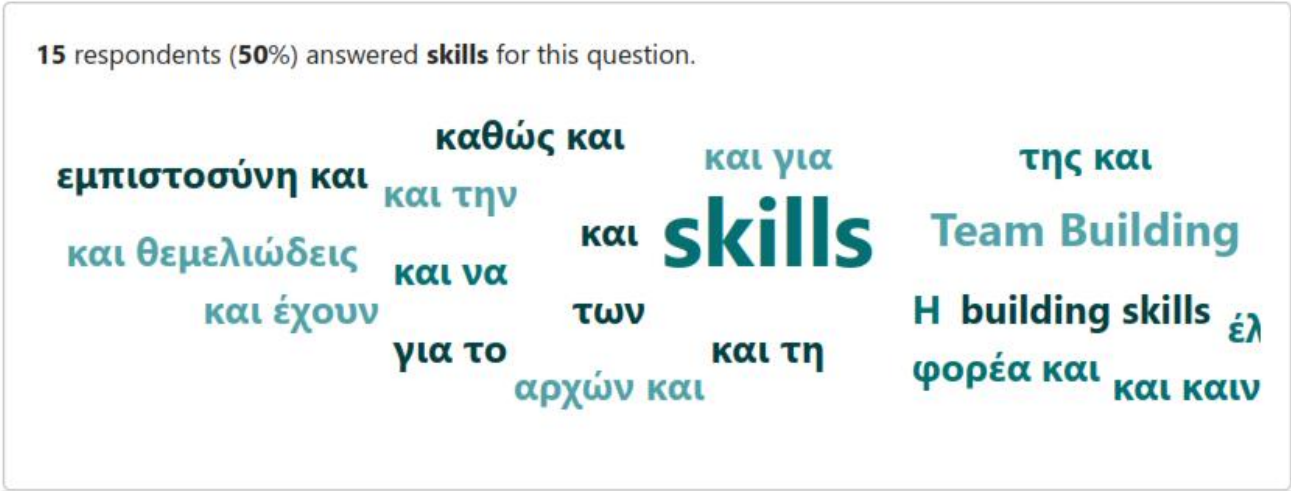 15 respondents (50%) answered skills for this question.
καθώς και
και για
της και
εμπιστοσύνη και
και την
και
skills
Team Building
και θεμελιώδεις
και να
και έχουν
των
Η
building skills
έλ
για το
και τη
φορέα και
αρχών και
και καιν